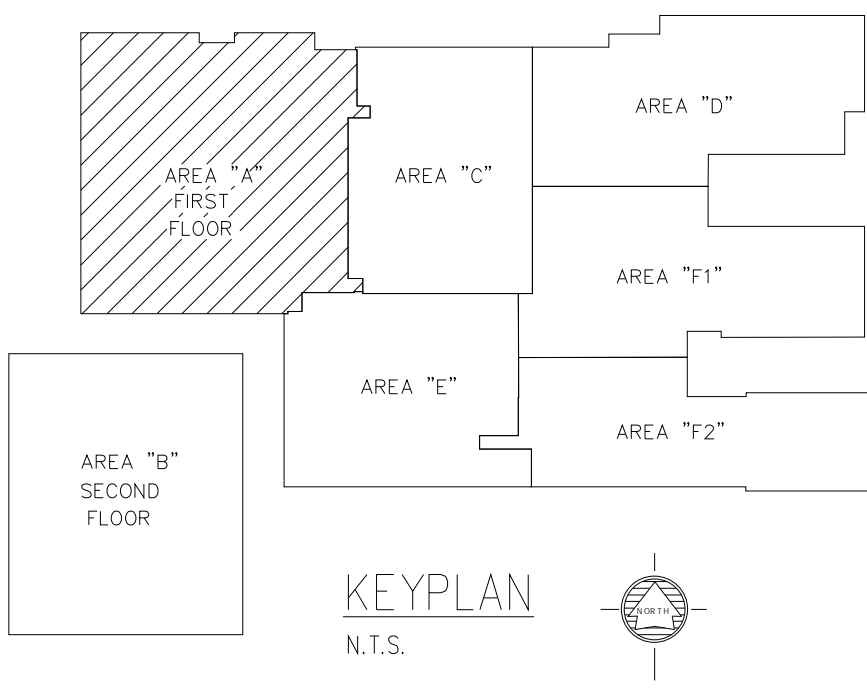 AREA "D"
AREA "A"
FIRST
FLOOR
AREA "C"
AREA "F1"
AREA "E"
AREA "F2"
AREA "B"
SECOND
FLOOR
KEYPLAN
N.T.S.
NORTH